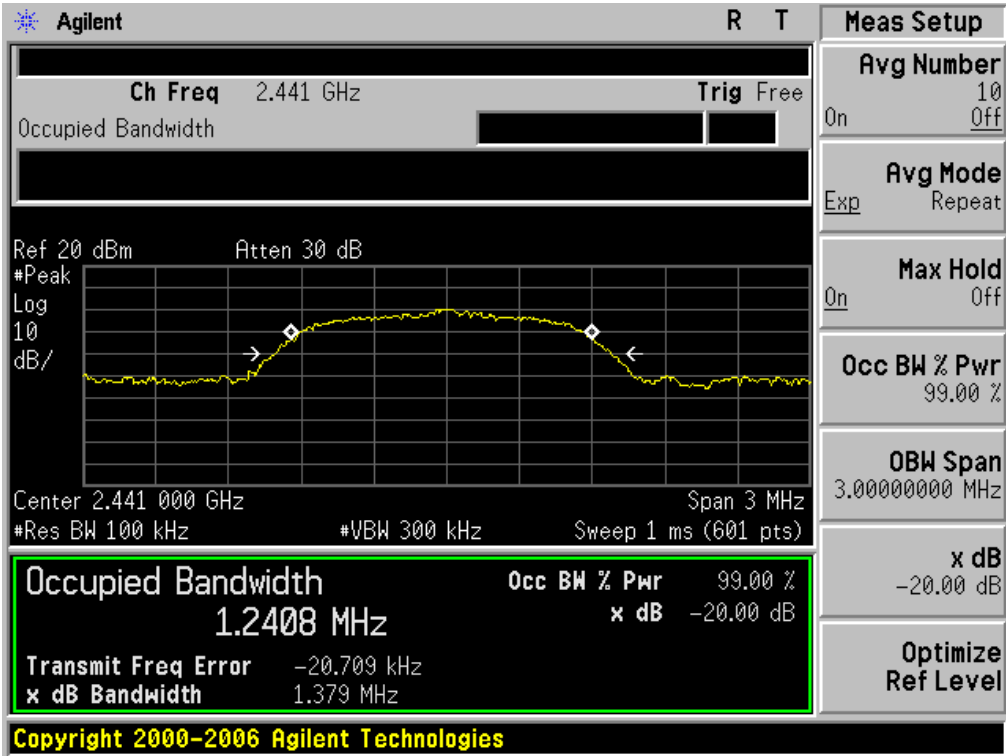 Agilent R T
Ch Freq 2.441 GHz Trig Free
Occupied Bandwidth
Ref 20 dBm Atten 30 dB
#Peak
Log
10
dB/
Center 2.441 000 GHz Span 3 MHz
#Res BW 100 kHz #VBW 300 kHz Sweep 1 ms (601 pts)
Occupied Bandwidth
1.2408 MHz
Occ BW % Pwr 99.00 %
x dB -20.00 dB
Transmit Freq Error -20.709 kHz
x dB Bandwidth 1.379 MHz
Copyright 2000-2006 Agilent Technologies
Meas Setup
Avg Number
10
On Off
Avg Mode
Exp Repeat
Max Hold
On Off
Occ BW % Pwr
99.00 %
OBW Span
3.00000000 MHz
x dB
-20.00 dB
Optimize
Ref Level